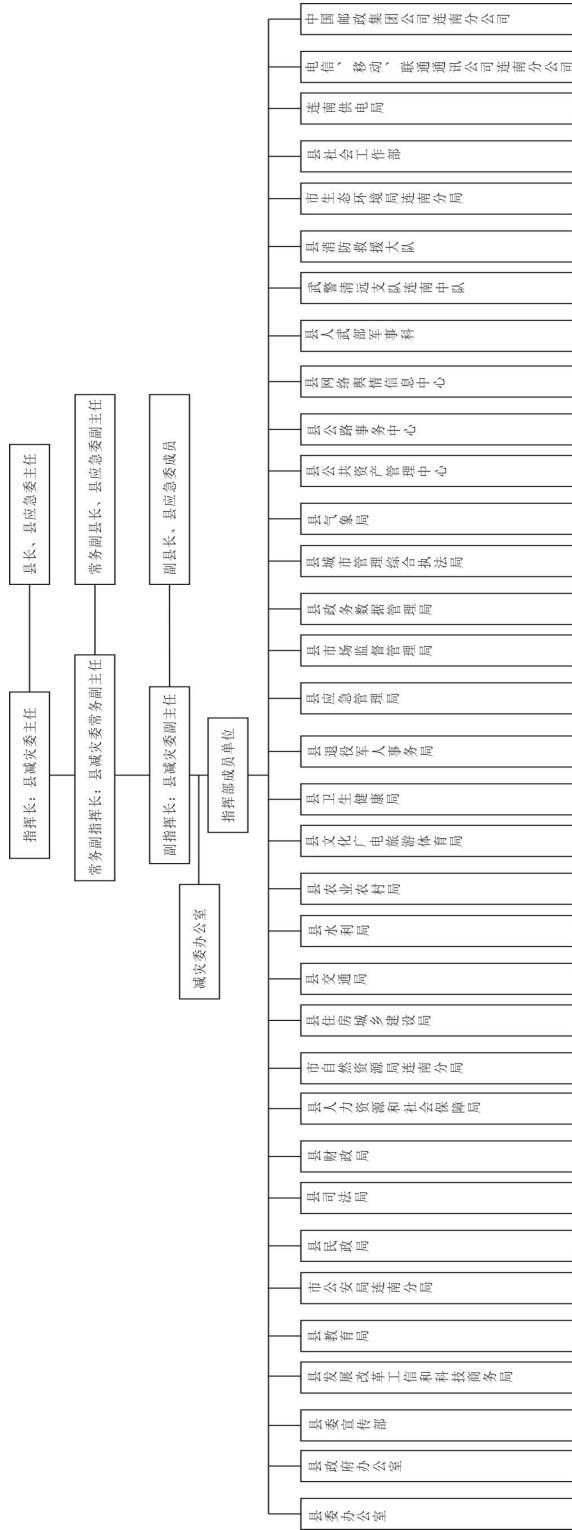 指挥长：县减灾委主任
县长、县应急委主任
常务副指挥长：县减灾委常务副主任
常务副县长、县应急委副主任
副指挥长：县减灾委副主任
副县长、县应急委成员
减灾委办公室
指挥部成员单位
县委办公室
县政府办公室
县委宣传部
县发展改革工信和科技商务局
县教育局
市公安局连南分局
县民政局
县司法局
县财政局
县人力资源和社会保障局
市自然资源局连南分局
县住房城乡建设局
县交通局
县水利局
县农业农村局
县文化广电旅游体育局
县卫生健康局
县退役军人事务局
县应急管理局
县市场监督管理局
县政务数据管理局
县城市管理综合执法局
县气象局
县公共资产管理中心
县公路事务中心
县网络舆情信息中心
县人武部军事科
武警清远支队连南中队
县消防救援大队
市生态环境局连南分局
县社会工作部
连南供电局
电信、移动、联通通讯公司连南分公司
中国邮政集团公司连南分公司